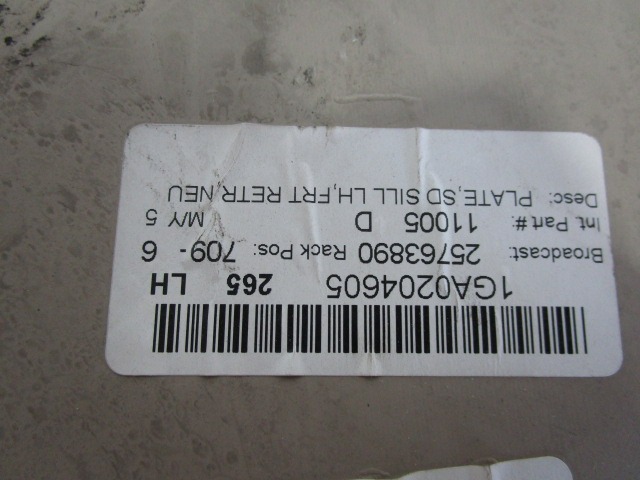 1GA0204605 265 LH
Broadcast: 25763890 Rack Pos: 709 - 6
Int. Part #: 11005 D M/Y 5
Desc: PLATE,SD SILL LH,FRT RETR,NEU